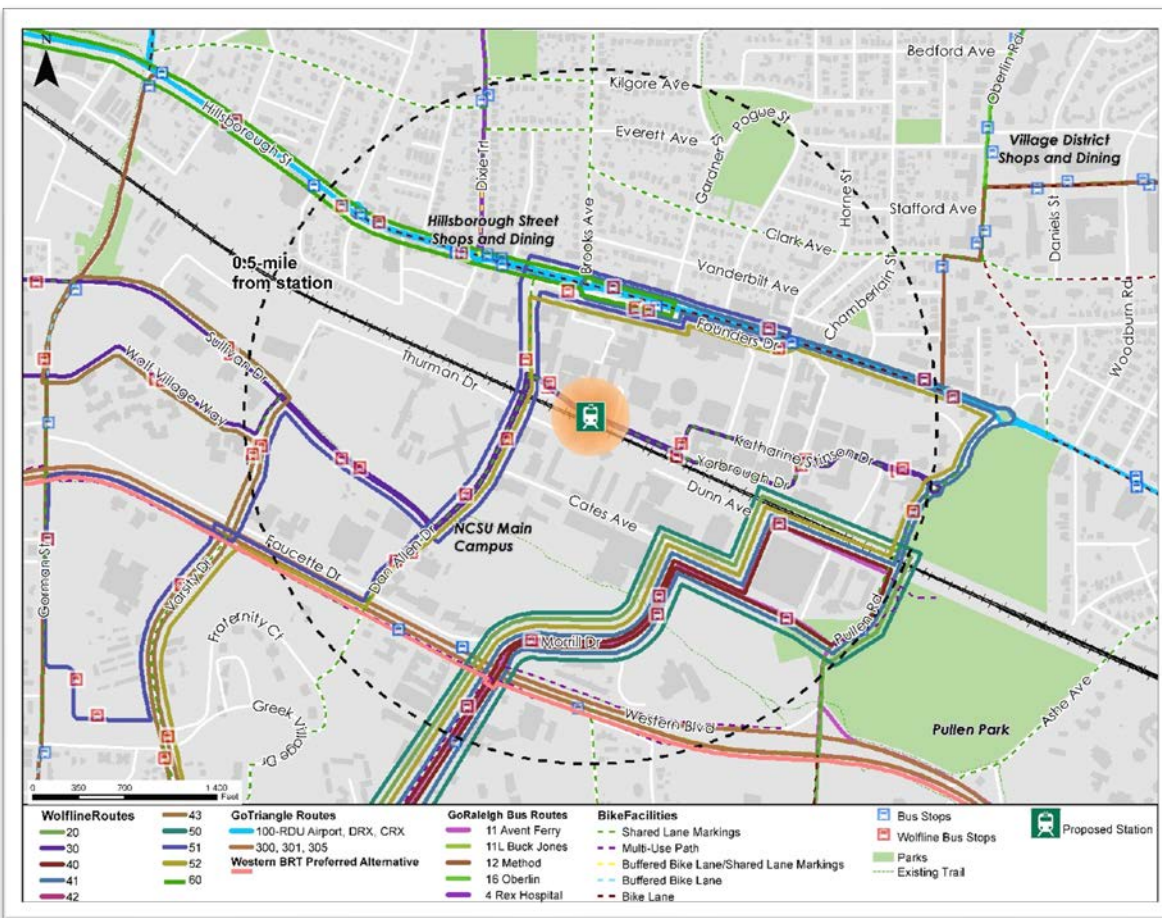 N
Bedford Ave
Oberlin Rd
Kilgore Ave
Pogue St
Hillsborough St
Everett Ave
Gardner St
Village District
Shops and Dining
Dixie Trl
Horne St
Stafford Ave
Daniels St
Hillsborough Street
Shops and Dining
Brooks Ave
Clark Ave
0.5-mile
from station
Vanderbilt Ave
Chamberlain St
Woodburn Rd
Founders Dr
Sullivan Dr
Thurman Dr
Wolf Village Way
Katharine Stinson Dr
Yarbrough Dr
Dunn Ave
Cates Ave
NCSU Main
Campus
Gorman St
Faucette Dr
Dan Allen Dr
Varsity Dr
Fraternity Ct
Pullen Rd
Morrill Dr
Ashe Ave
Greek Village Dr
Western Blvd
Pullen Park
0 350 700 1 400
Feet
WolflineRoutes
20
30
40
41
42
43
50
51
52
60
GoTriangle Routes
100-RDU Airport, DRX, CRX
300, 301, 305
Western BRT Preferred Alternative
GoRaleigh Bus Routes
11 Avent Ferry
11L Buck Jones
12 Method
16 Oberlin
4 Rex Hospital
BikeFacilities
Shared Lane Markings
Multi-Use Path
Buffered Bike Lane/Shared Lane Markings
Buffered Bike Lane
Bike Lane
Bus Stops
Wolfline Bus Stops
Parks
Existing Trail
Proposed Station